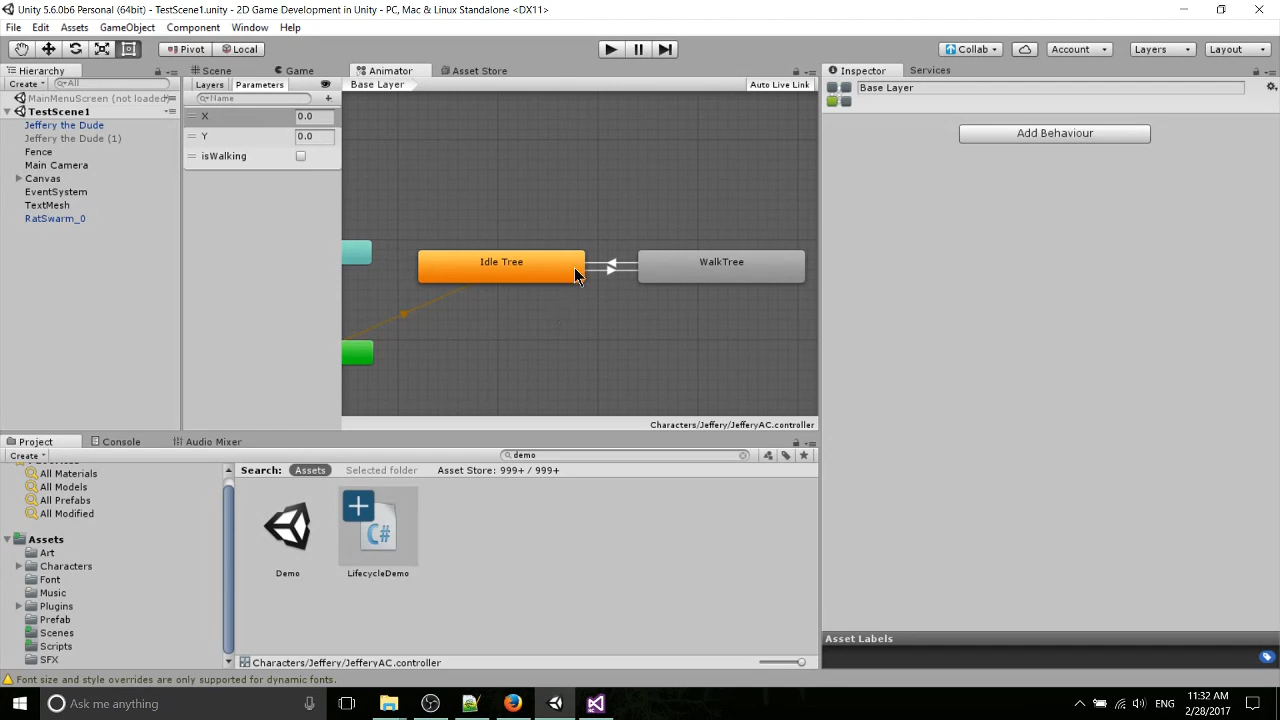 Unity 5.6.0b6 Personal (64bit) - TestScene1.unity - 2D Game Development in Unity - PC, Mac & Linux Standalone <DX11>
File Edit Assets GameObject Component Window Help
Pivot Local Collab Account Layers Layout
Hierarchy
Create All
MainMenuScreen (not loaded)
TestScene1
Jeffery the Dude
Jeffery the Dude (1)
Fence
Main Camera
Canvas
EventSystem
TextMesh
RatSwarm_0
Scene Game Animator Asset Store
Layers Parameters
Name
X 0.0
Y 0.0
isWalking
Base Layer Auto Live Link
Idle Tree
WalkTree
Characters/Jeffery/JefferyAC.controller
Inspector Services
Base Layer
Add Behaviour
Asset Labels
Project Console Audio Mixer
Create demo
All Materials
All Models
All Prefabs
All Modified
Assets
Art
Characters
Font
Music
Plugins
Prefab
Scenes
Scripts
SFX
Search: Assets Selected folder Asset Store: 999+ / 999+
C#
Demo
LifecycleDemo
Characters/Jeffery/JefferyAC.controller
Font size and style overrides are only supported for dynamic fonts.
Ask me anything
ENG
11:32 AM
2/28/2017